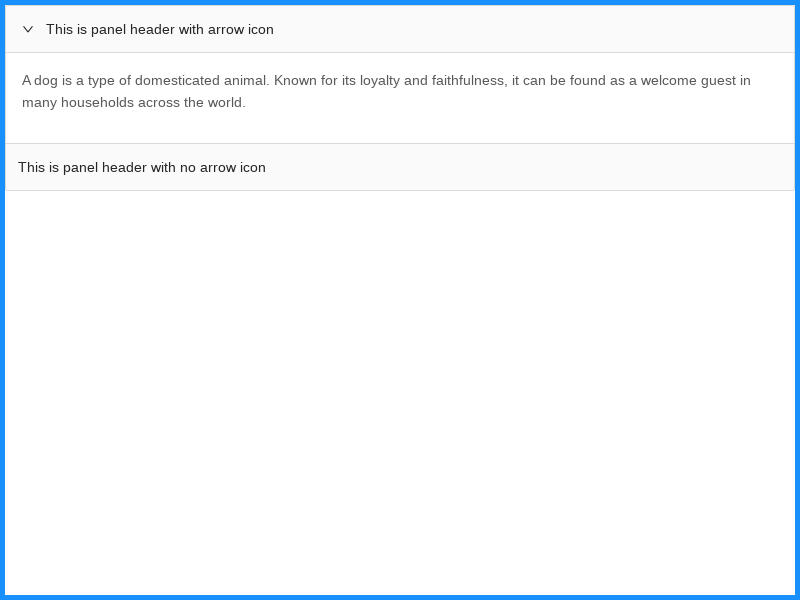 This is panel header with arrow icon
A dog is a type of domesticated animal. Known for its loyalty and faithfulness, it can be found as a welcome guest in
many households across the world.
This is panel header with no arrow icon